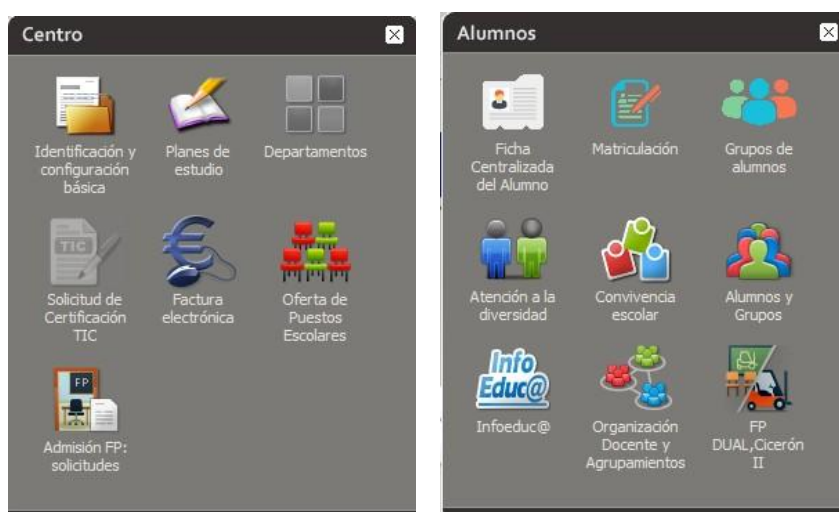 Centro
Identificación y
configuración
básica
Planes de
estudio
Departamentos
TIC
Solicitud de
Certificación
TIC
Factura
electrónica
Oferta de
Puestos
Escolares
FP
Admisión FP:
solicitudes
Alumnos
Ficha
Centralizada
del Alumno
Matriculación
Grupos de
alumnos
Atención a la
diversidad
Convivencia
escolar
Alumnos y
Grupos
Info
Educ@
Infoeduc@
Organización
Docente y
Agrupamientos
FP
DUAL,Cicerón
II